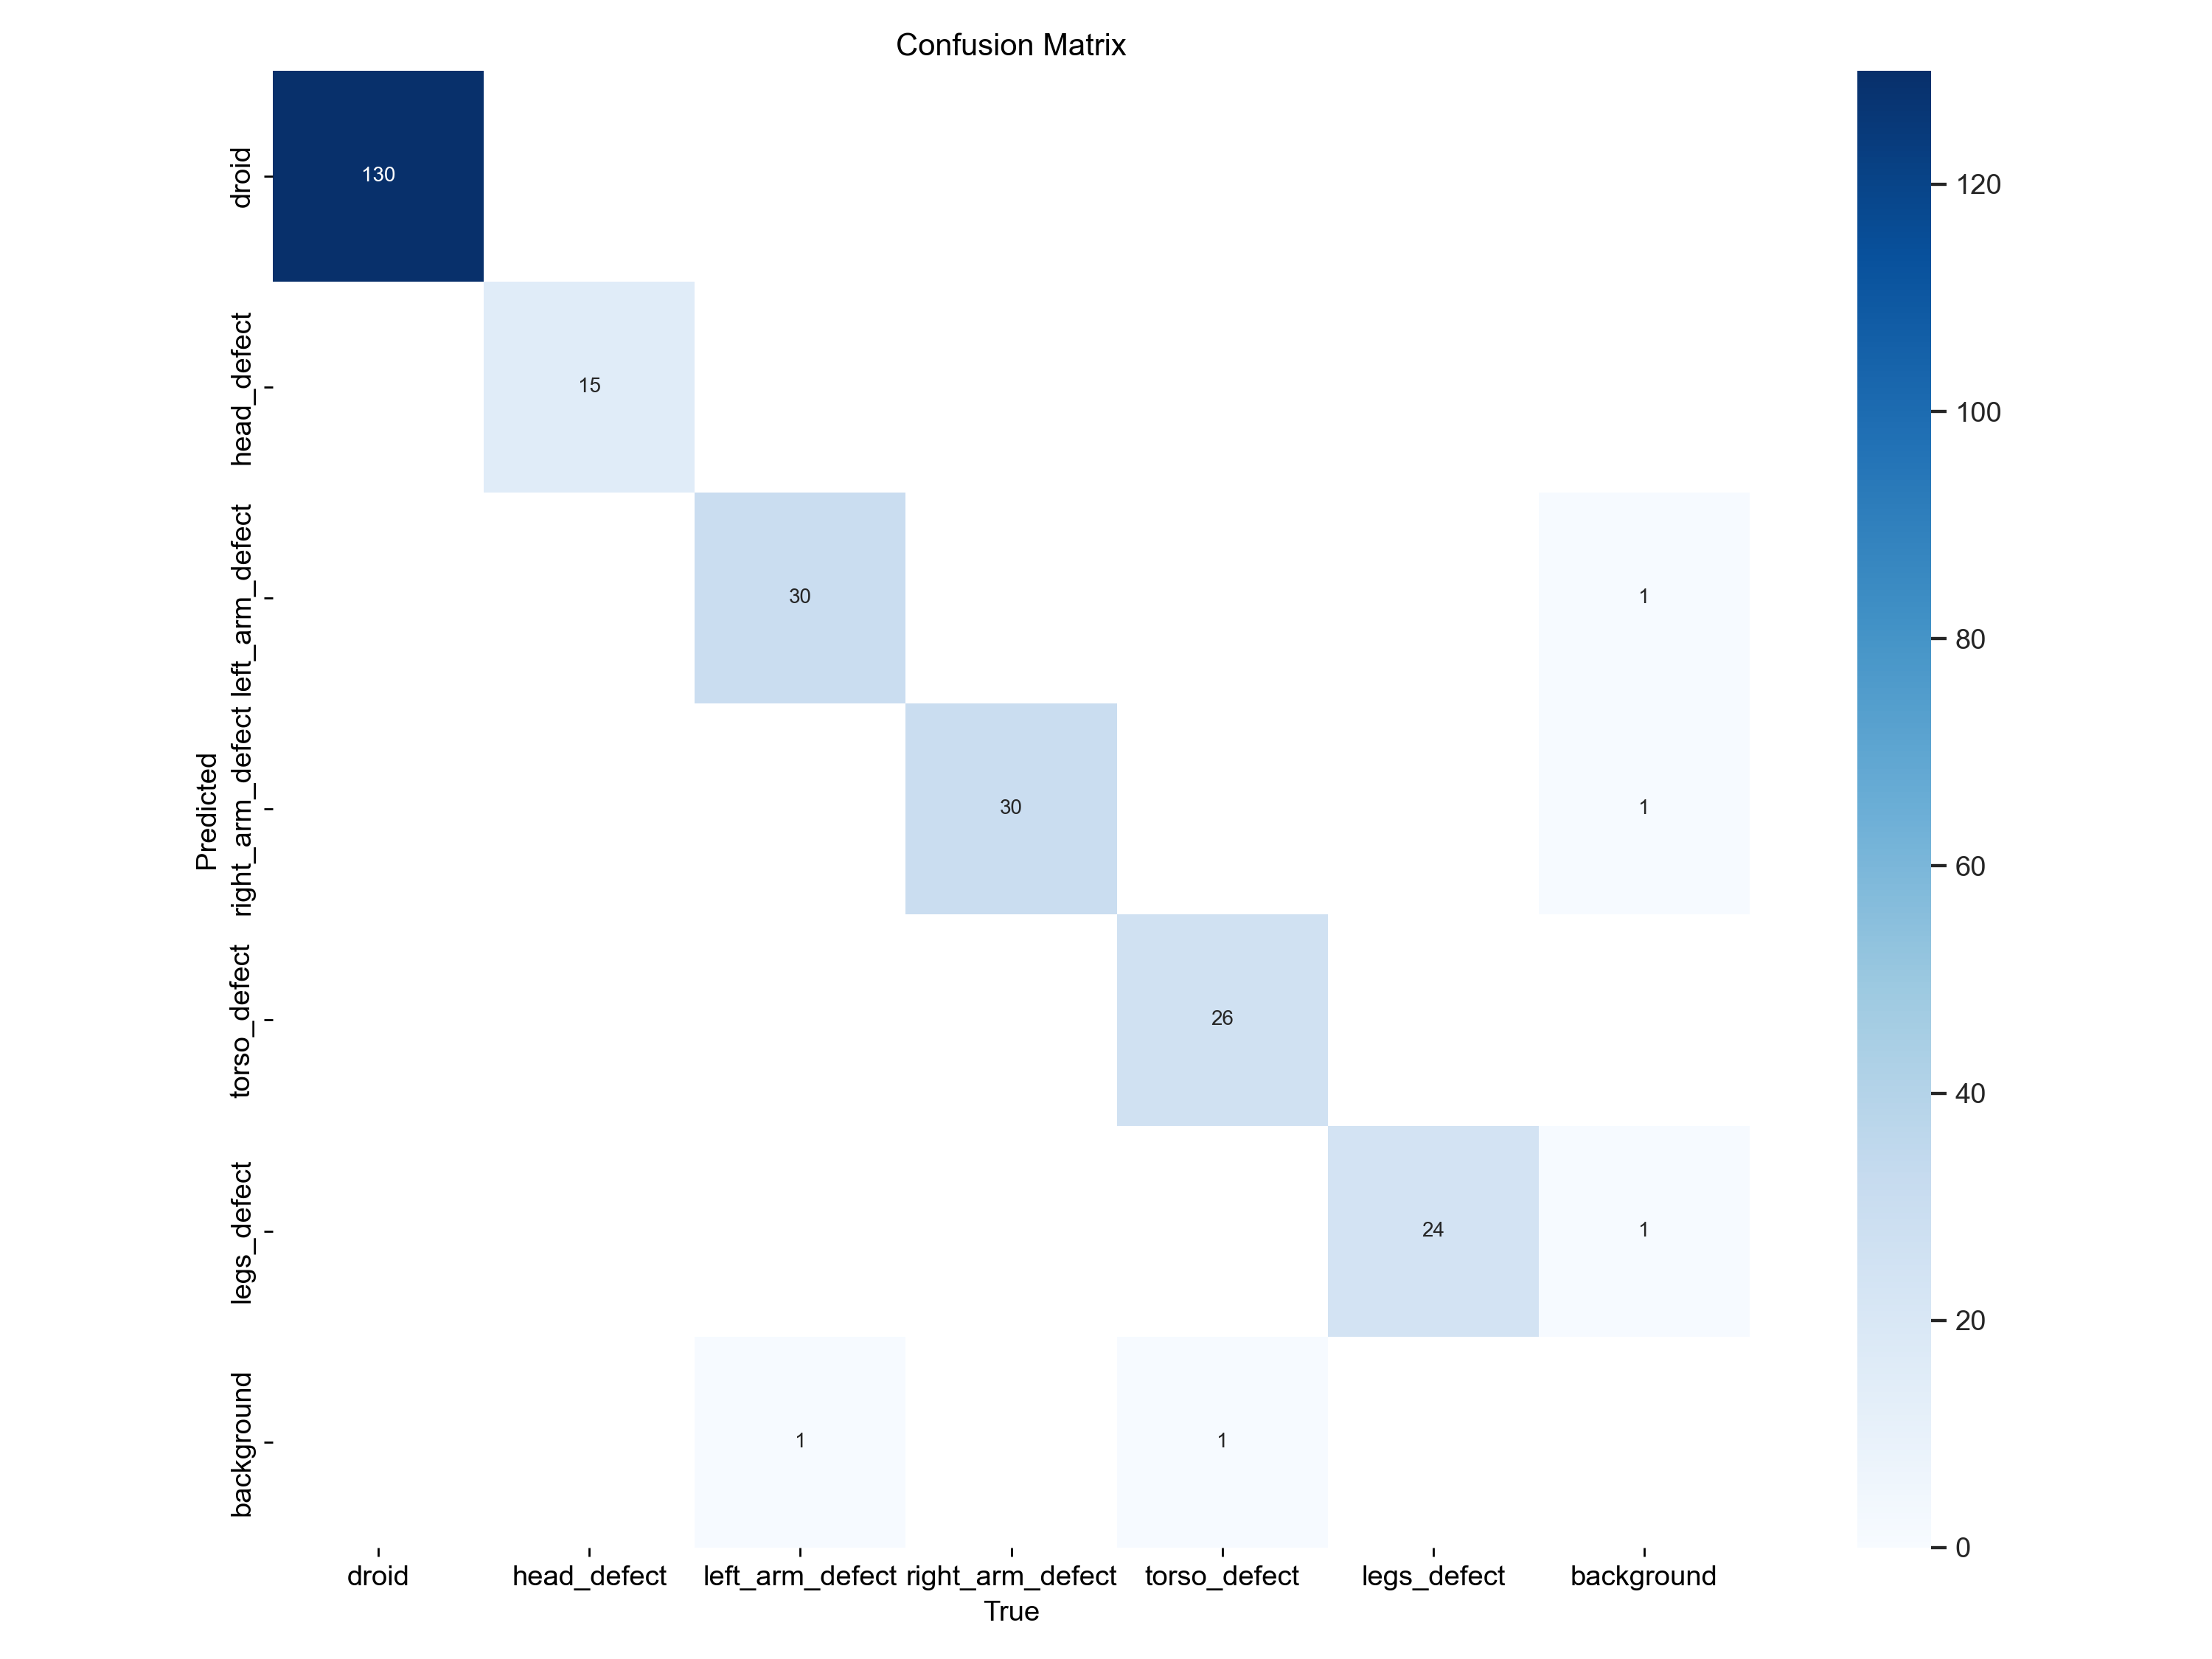 Confusion Matrix
droid
130
120
head_defect
15
100
left_arm_defect
30
1
80
Predicted
right_arm_defect
30
1
60
torso_defect
26
40
legs_defect
24
1
20
background
1
1
0
droid head_defect left_arm_defect right_arm_defect torso_defect legs_defect background
True